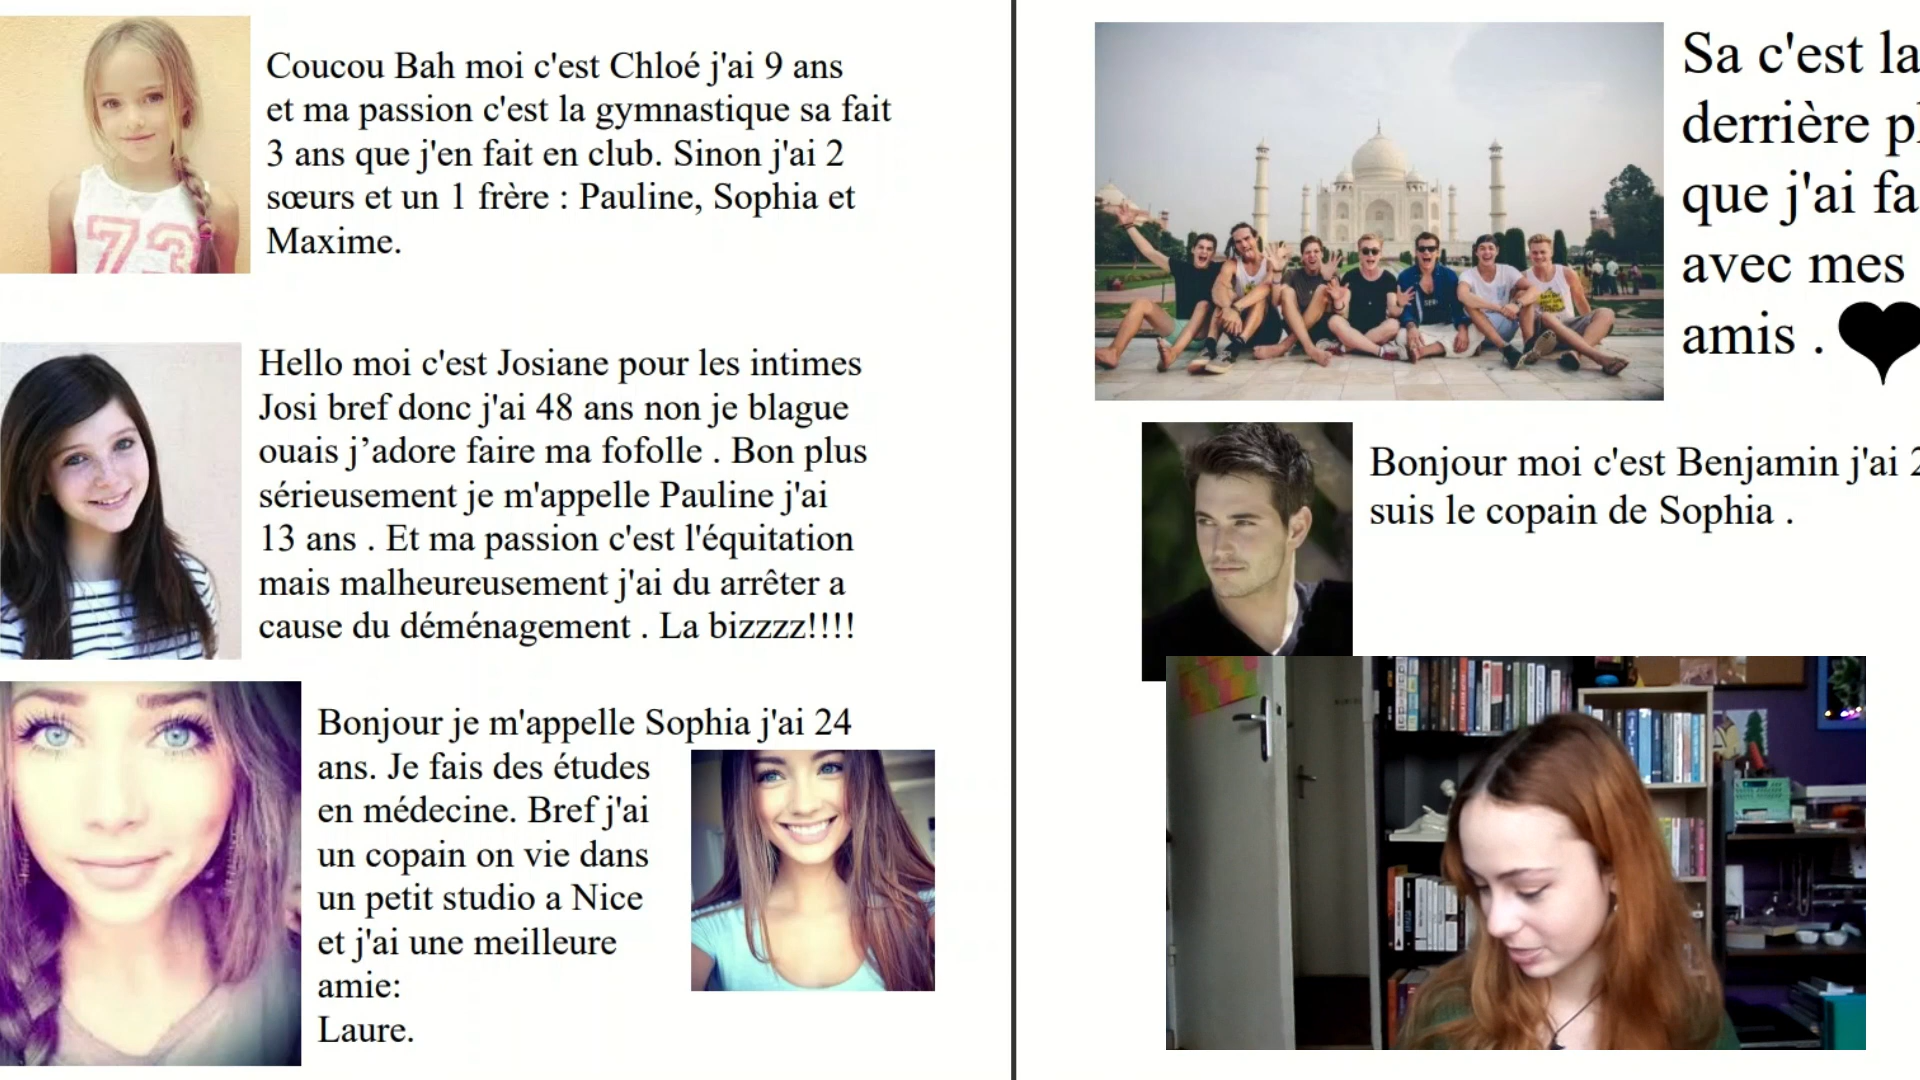 Coucou Bah moi c'est Chloé j'ai 9 ans
et ma passion c'est la gymnastique sa fait
3 ans que j'en fait en club. Sinon j'ai 2
sœurs et un 1 frère : Pauline, Sophia et
Maxime.
73
Hello moi c'est Josiane pour les intimes
Josi bref donc j'ai 48 ans non je blague
ouais j’adore faire ma fofolle . Bon plus
sérieusement je m'appelle Pauline j'ai
13 ans . Et ma passion c'est l'équitation
mais malheureusement j'ai du arrêter a
cause du déménagement . La bizzzz!!!!
Bonjour je m'appelle Sophia j'ai 24
ans. Je fais des études
en médecine. Bref j'ai
un copain on vie dans
un petit studio a Nice
et j'ai une meilleure
amie:
Laure.
Sa c'est la
derrière
que j'ai
avec mes
amis .
Bonjour moi c'est Benjamin j'ai
suis le copain de Sophia .